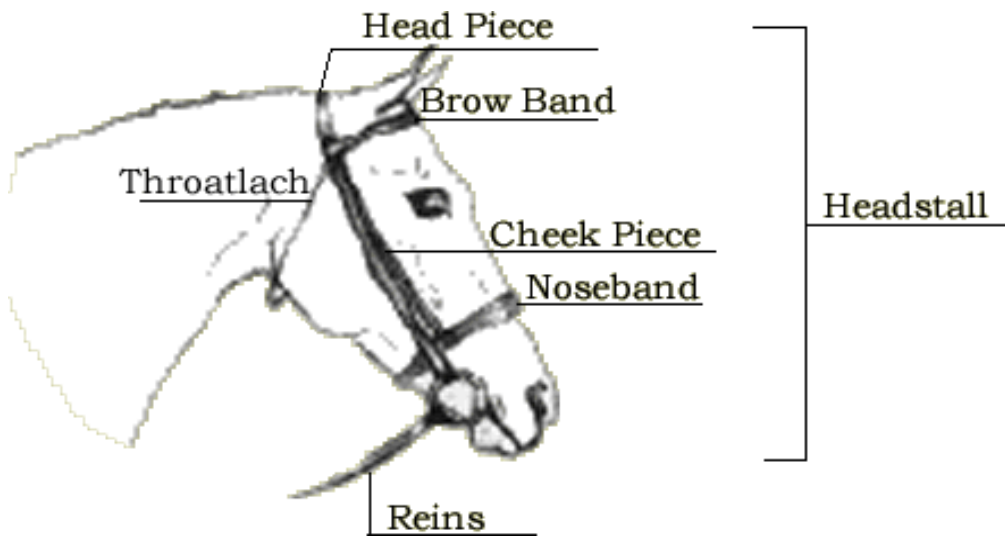 Head Piece
Brow Band
Throatlach
Headstall
Cheek Piece
Noseband
Reins